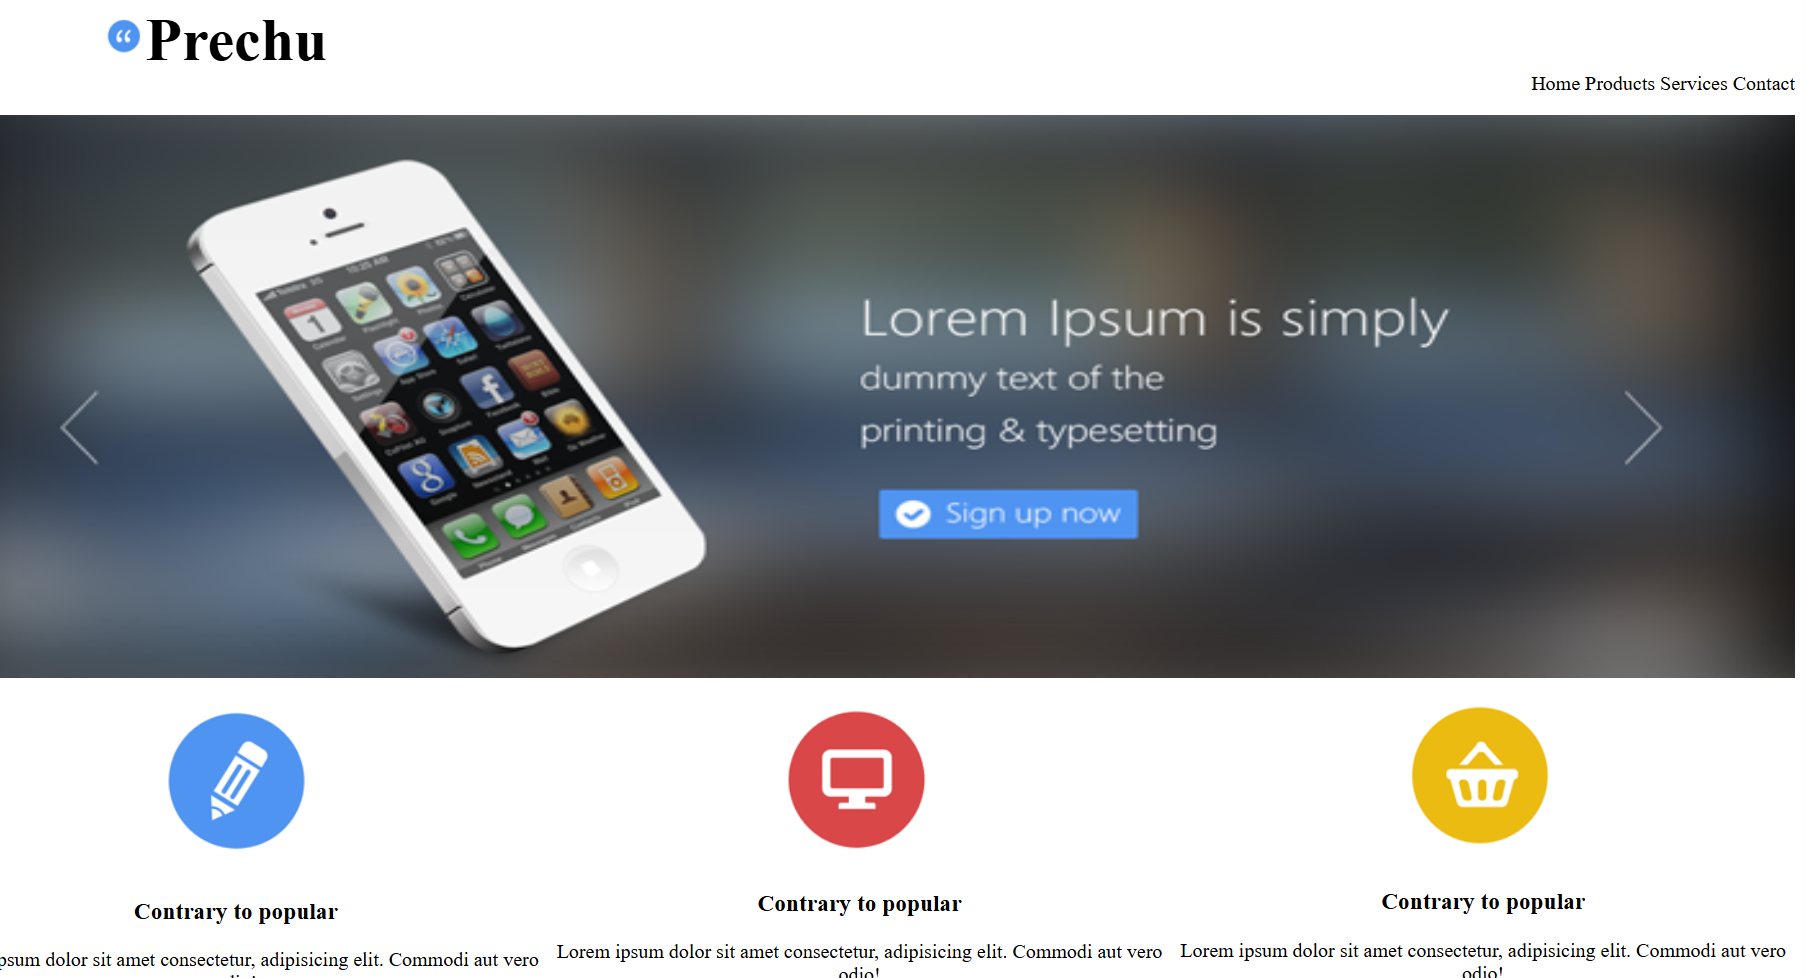 “ Prechu
Home Products Services Contact
10:25 AM
Lorem Ipsum is simply
dummy text of the
printing & typesetting
Sign up now
Contrary to popular
Contrary to popular
Contrary to popular
psum dolor sit amet consectetur, adipisicing elit. Commodi aut vero
Lorem ipsum dolor sit amet consectetur, adipisicing elit. Commodi aut vero
odio!
Lorem ipsum dolor sit amet consectetur, adipisicing elit. Commodi aut vero
odio!